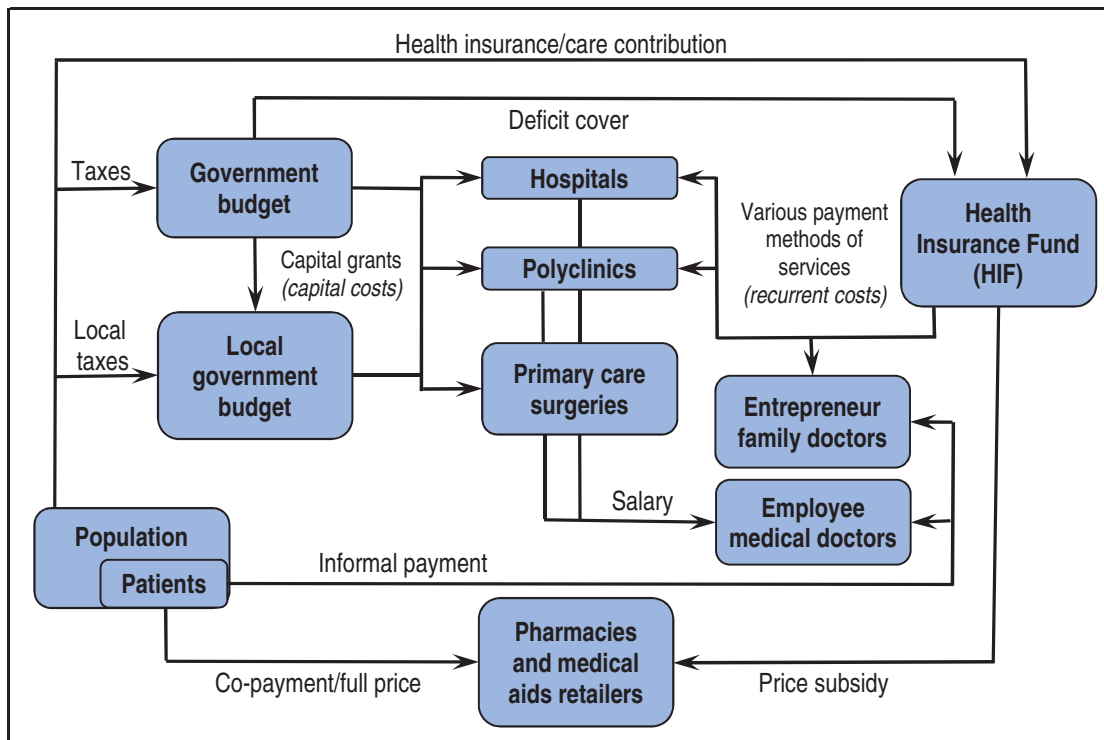 Health insurance/care contribution
Deficit cover
Taxes
Government
budget
Hospitals
Various payment
methods of
services
(recurrent costs)
Health
Insurance Fund
(HIF)
Capital grants
(capital costs)
Polyclinics
Local
taxes
Local
government
budget
Primary care
surgeries
Entrepreneur
family doctors
Salary
Employee
medical doctors
Population
Patients
Informal payment
Pharmacies
and medical
aids retailers
Co-payment/full price
Price subsidy